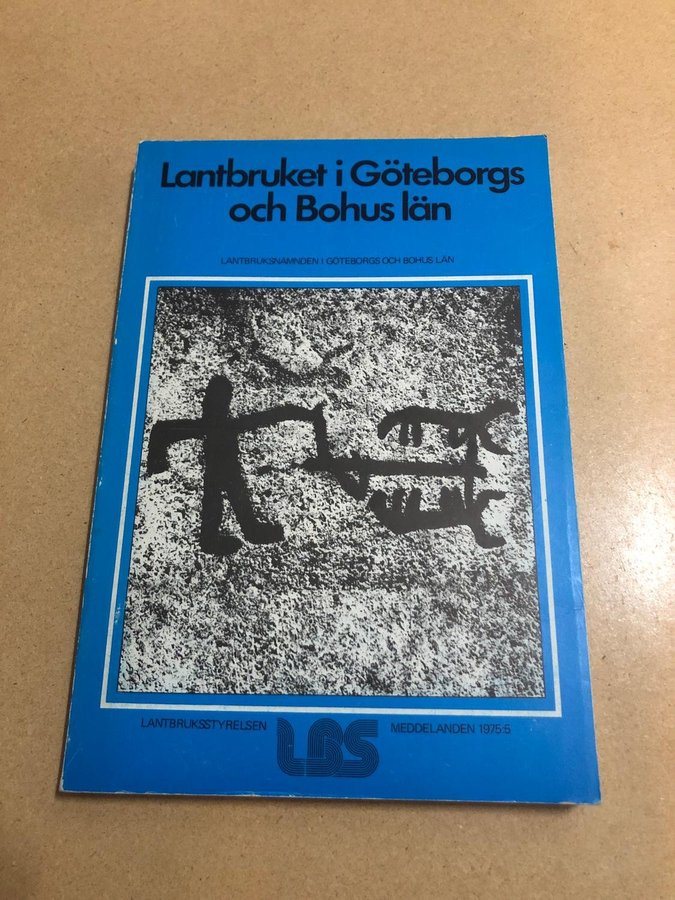 Lantbruket i Göteborgs
och Bohus län
LANTBRUKSNÄMNDEN I GÖTEBORGS OCH BOHUS LÄN
LANTBRUKSSTYRELSEN LBS MEDDELANDEN 1975:5